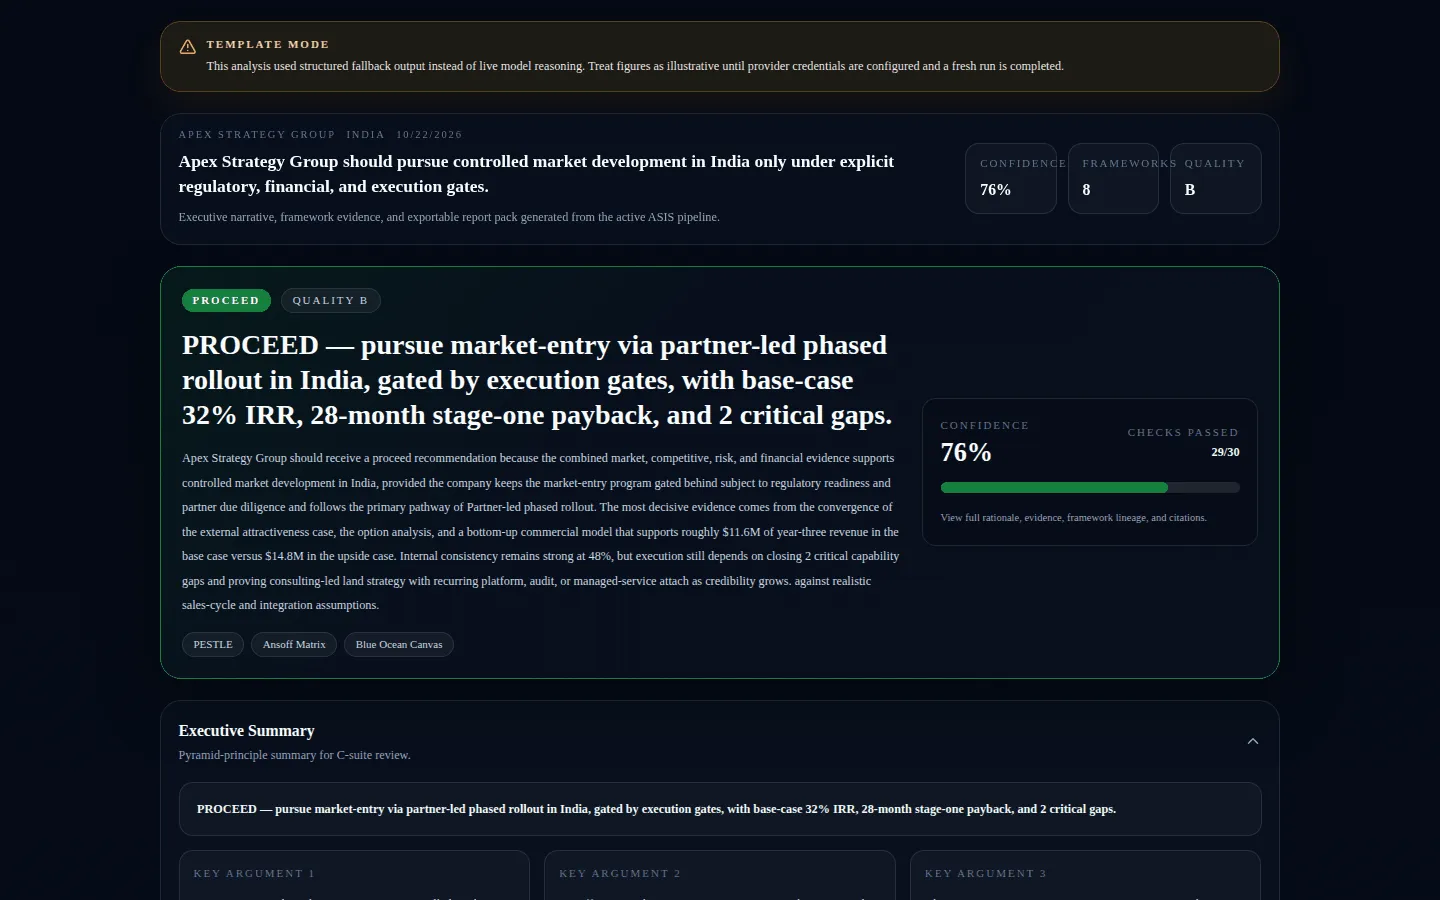 TEMPLATE MODE
This analysis used structured fallback output instead of live model reasoning. Treat figures as illustrative until provider credentials are configured and a fresh run is completed.
APEX STRATEGY GROUP INDIA 10/22/2026
Apex Strategy Group should pursue controlled market development in India only under explicit
regulatory, financial, and execution gates.
Executive narrative, framework evidence, and exportable report pack generated from the active ASIS pipeline.
CONFIDENCE
76%
FRAMEWORKS
8
QUALITY
B
PROCEED
QUALITY B
PROCEED — pursue market-entry via partner-led phased
rollout in India, gated by execution gates, with base-case
32% IRR, 28-month stage-one payback, and 2 critical gaps.
Apex Strategy Group should receive a proceed recommendation because the combined market, competitive, risk, and financial evidence supports
controlled market development in India, provided the company keeps the market-entry program gated behind subject to regulatory readiness and
partner due diligence and follows the primary pathway of Partner-led phased rollout. The most decisive evidence comes from the convergence of
the external attractiveness case, the option analysis, and a bottom-up commercial model that supports roughly $11.6M of year-three revenue in the
base case versus $14.8M in the upside case. Internal consistency remains strong at 48%, but execution still depends on closing 2 critical capability
gaps and proving consulting-led land strategy with recurring platform, audit, or managed-service attach as credibility grows. against realistic
sales-cycle and integration assumptions.
PESTLE
Ansoff Matrix
Blue Ocean Canvas
CONFIDENCE
76%
CHECKS PASSED
29/30
View full rationale, evidence, framework lineage, and citations.
Executive Summary
Pyramid-principle summary for C-suite review.
PROCEED — pursue market-entry via partner-led phased rollout in India, gated by execution gates, with base-case 32% IRR, 28-month stage-one payback, and 2 critical gaps.
KEY ARGUMENT 1
KEY ARGUMENT 2
KEY ARGUMENT 3